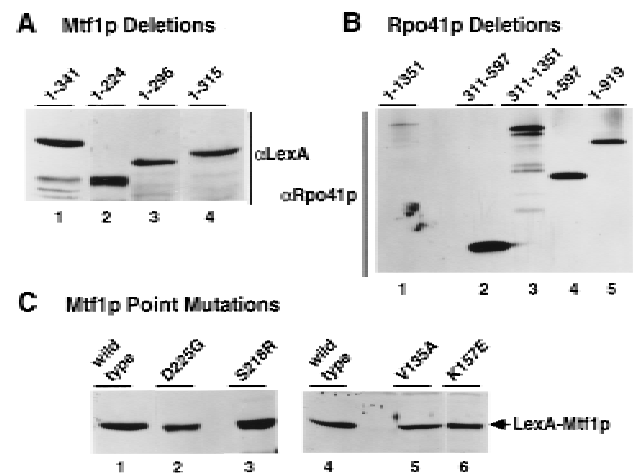 A Mtf1p Deletions
1-341 1-224 1-296 1-315
αLexA
1 2 3 4
B Rpo41p Deletions
1-1351 311-597 311-1351 1-597 1-919
αRpo41p
1 2 3 4 5
C Mtf1p Point Mutations
wild type D225G S218R wild type V135A K157E
LexA-Mtf1p
1 2 3 4 5 6